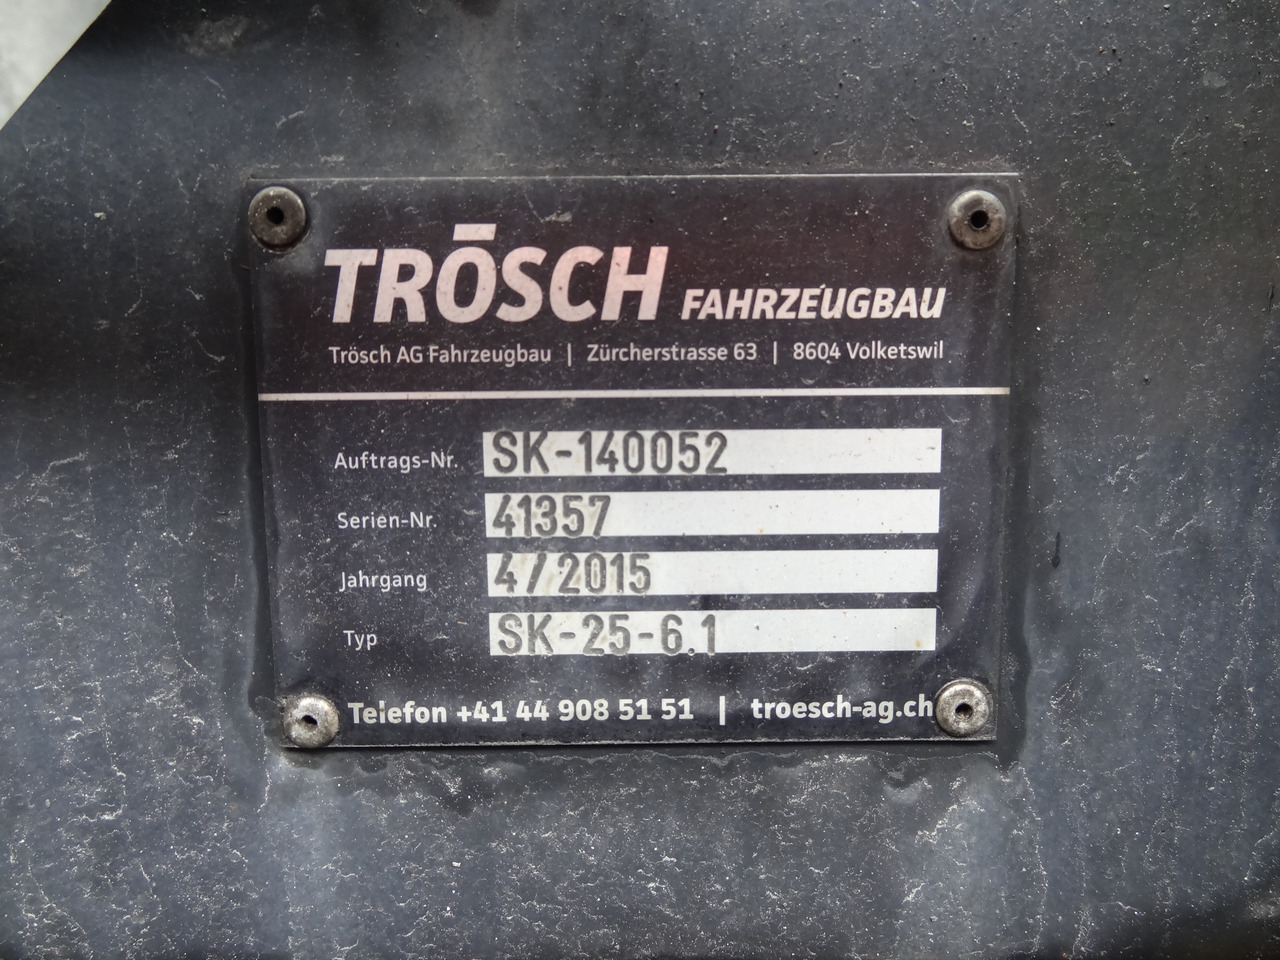 TRÖSCH FAHRZEUGBAU
Trösch AG Fahrzeugbau | Zürcherstrasse 63 | 8604 Volketswil
Auftrags-Nr. SK-140052
Serien-Nr. 41357
Jahrgang 4/2015
Typ SK-25-6.1
Telefon +41 44 908 51 51 | troesch-ag.ch